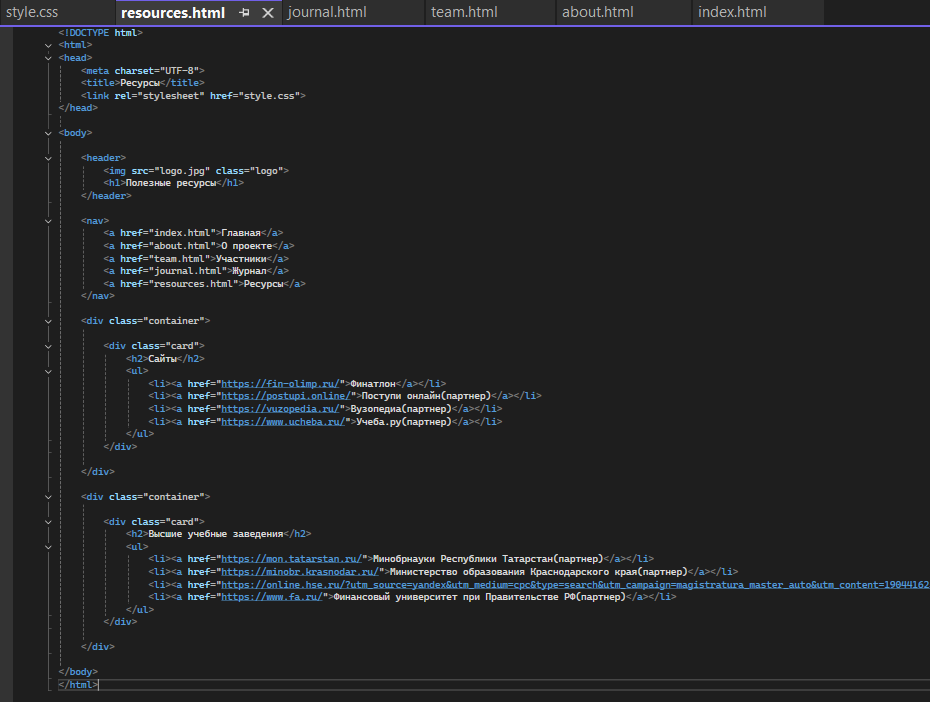 style.css resources.html journal.html team.html about.html index.html
<!DOCTYPE html>
<html>
<head>
<meta charset="UTF-8">
<title>Ресурсы</title>
<link rel="stylesheet" href="style.css">
</head>
<body>
<header>
<img src="logo.jpg" class="logo">
<h1>Полезные ресурсы</h1>
</header>
<nav>
<a href="index.html">Главная</a>
<a href="about.html">О проекте</a>
<a href="team.html">Участники</a>
<a href="journal.html">Журнал</a>
<a href="resources.html">Ресурсы</a>
</nav>
<div class="container">
<div class="card">
<h2>Сайты</h2>
<ul>
<li><a href="https://fin-olimp.ru/">Финатлон</a></li>
<li><a href="https://postupi.online/">Поступи онлайн(партнер)</a></li>
<li><a href="https://vuzopedia.ru/">Вузопедиа(партнер)</a></li>
<li><a href="https://www.ucheba.ru/">Учеба.ру(партнер)</a></li>
</ul>
</div>
</div>
<div class="container">
<div class="card">
<h2>Высшие учебные заведения</h2>
<ul>
<li><a href="https://mon.tatarstan.ru/">Минобрнауки Республики Татарстан(партнер)</a></li>
<li><a href="https://minobr.krasnodar.ru/">Министерство образования Краснодарского края(партнер)</a></li>
<li><a href="https://online.hse.ru/?utm_source=yandex&utm_medium=cpc&type=search&utm_campaign=magistratura_master_auto&utm_content=19044162
<li><a href="https://www.fa.ru/">Финансовый университет при Правительстве РФ(партнер)</a></li>
</ul>
</div>
</div>
</body>
</html>